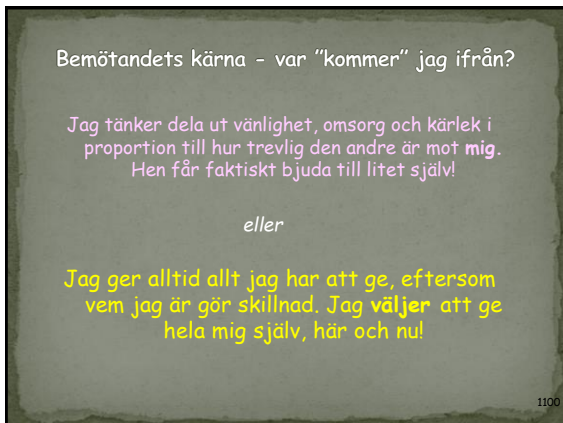 Bemötandets kärna - var ”kommer” jag ifrån?
Jag tänker dela ut vänlighet, omsorg och kärlek i
proportion till hur trevlig den andre är mot mig.
Hen får faktiskt bjuda till litet själv!
eller
Jag ger alltid allt jag har att ge, eftersom
vem jag är gör skillnad. Jag väljer att ge
hela mig själv, här och nu!
1100